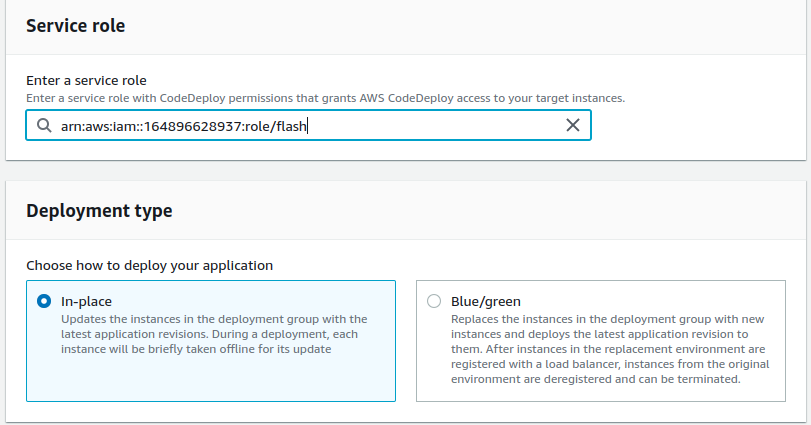 Service role
Enter a service role
Enter a service role with CodeDeploy permissions that grants AWS CodeDeploy access to your target instances.
arn:aws:iam::164896628937:role/flash
Deployment type
Choose how to deploy your application
In-place
Updates the instances in the deployment group with the
latest application revisions. During a deployment, each
instance will be briefly taken offline for its update
Blue/green
Replaces the instances in the deployment group with new
instances and deploys the latest application revision to
them. After instances in the replacement environment are
registered with a load balancer, instances from the original
environment are deregistered and can be terminated.